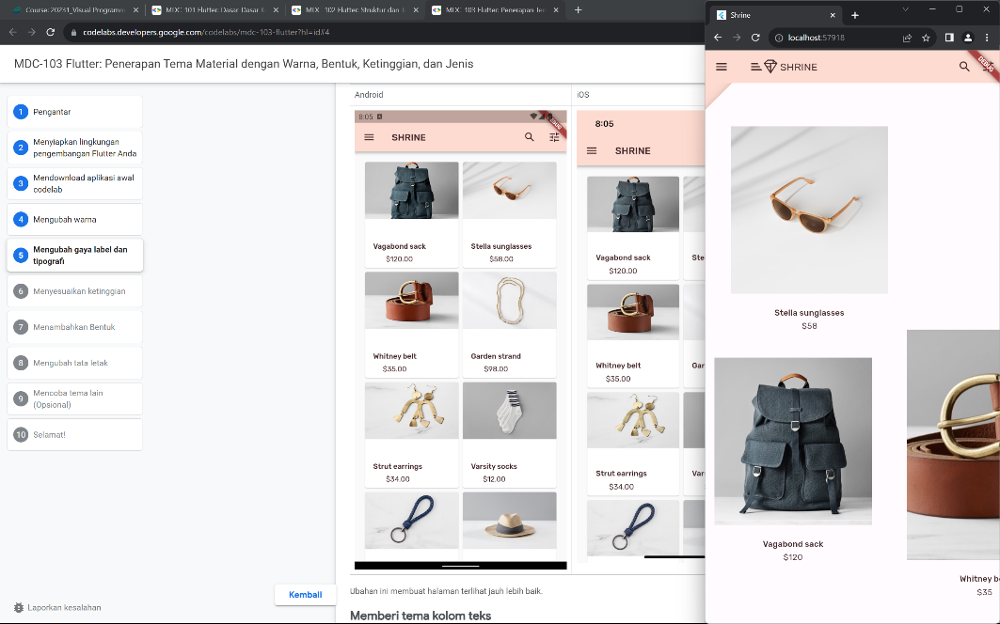 Course: 20231_Visual Programm
MDC-101 Flutter: Dasar-Dasar K
MDC-102 Flutter: Struktur dan
MDC-103 Flutter: Penerapan Tem
codelabs.developers.google.com/codelabs/mdc-103-flutter?hl=id#4
MDC-103 Flutter: Penerapan Tema Material dengan Warna, Bentuk, Ketinggian, dan Jenis
1 Pengantar
2 Menyiapkan lingkungan
pengembangan Flutter Anda
3 Mendownload aplikasi awal
codelab
4 Mengubah warna
5 Mengubah gaya label dan
tipografi
6 Menyesuaikan ketinggian
7 Menambahkan Bentuk
8 Mengubah tata letak
9 Mencoba tema lain
(Opsional)
10 Selamat!
Laporkan kesalahan
Kembali
Android
iOS
8:05
SHRINE
Vagabond sack
$120.00
Stella sunglasses
$58.00
Whitney belt
$35.00
Garden strand
$98.00
Strut earrings
$34.00
Varsity socks
$12.00
8:05
SHRINE
Vagabond sack
$120.00
Ste
Whitney belt
$35.00
Gar
Strut earrings
$34.00
Var
Ubahan ini membuat halaman terlihat jauh lebih baik.
Memberi tema kolom teks
Shrine
localhost:57918
SHRINE
DEBUG
Stella sunglasses
$58
Vagabond sack
$120
Whitney b
$35